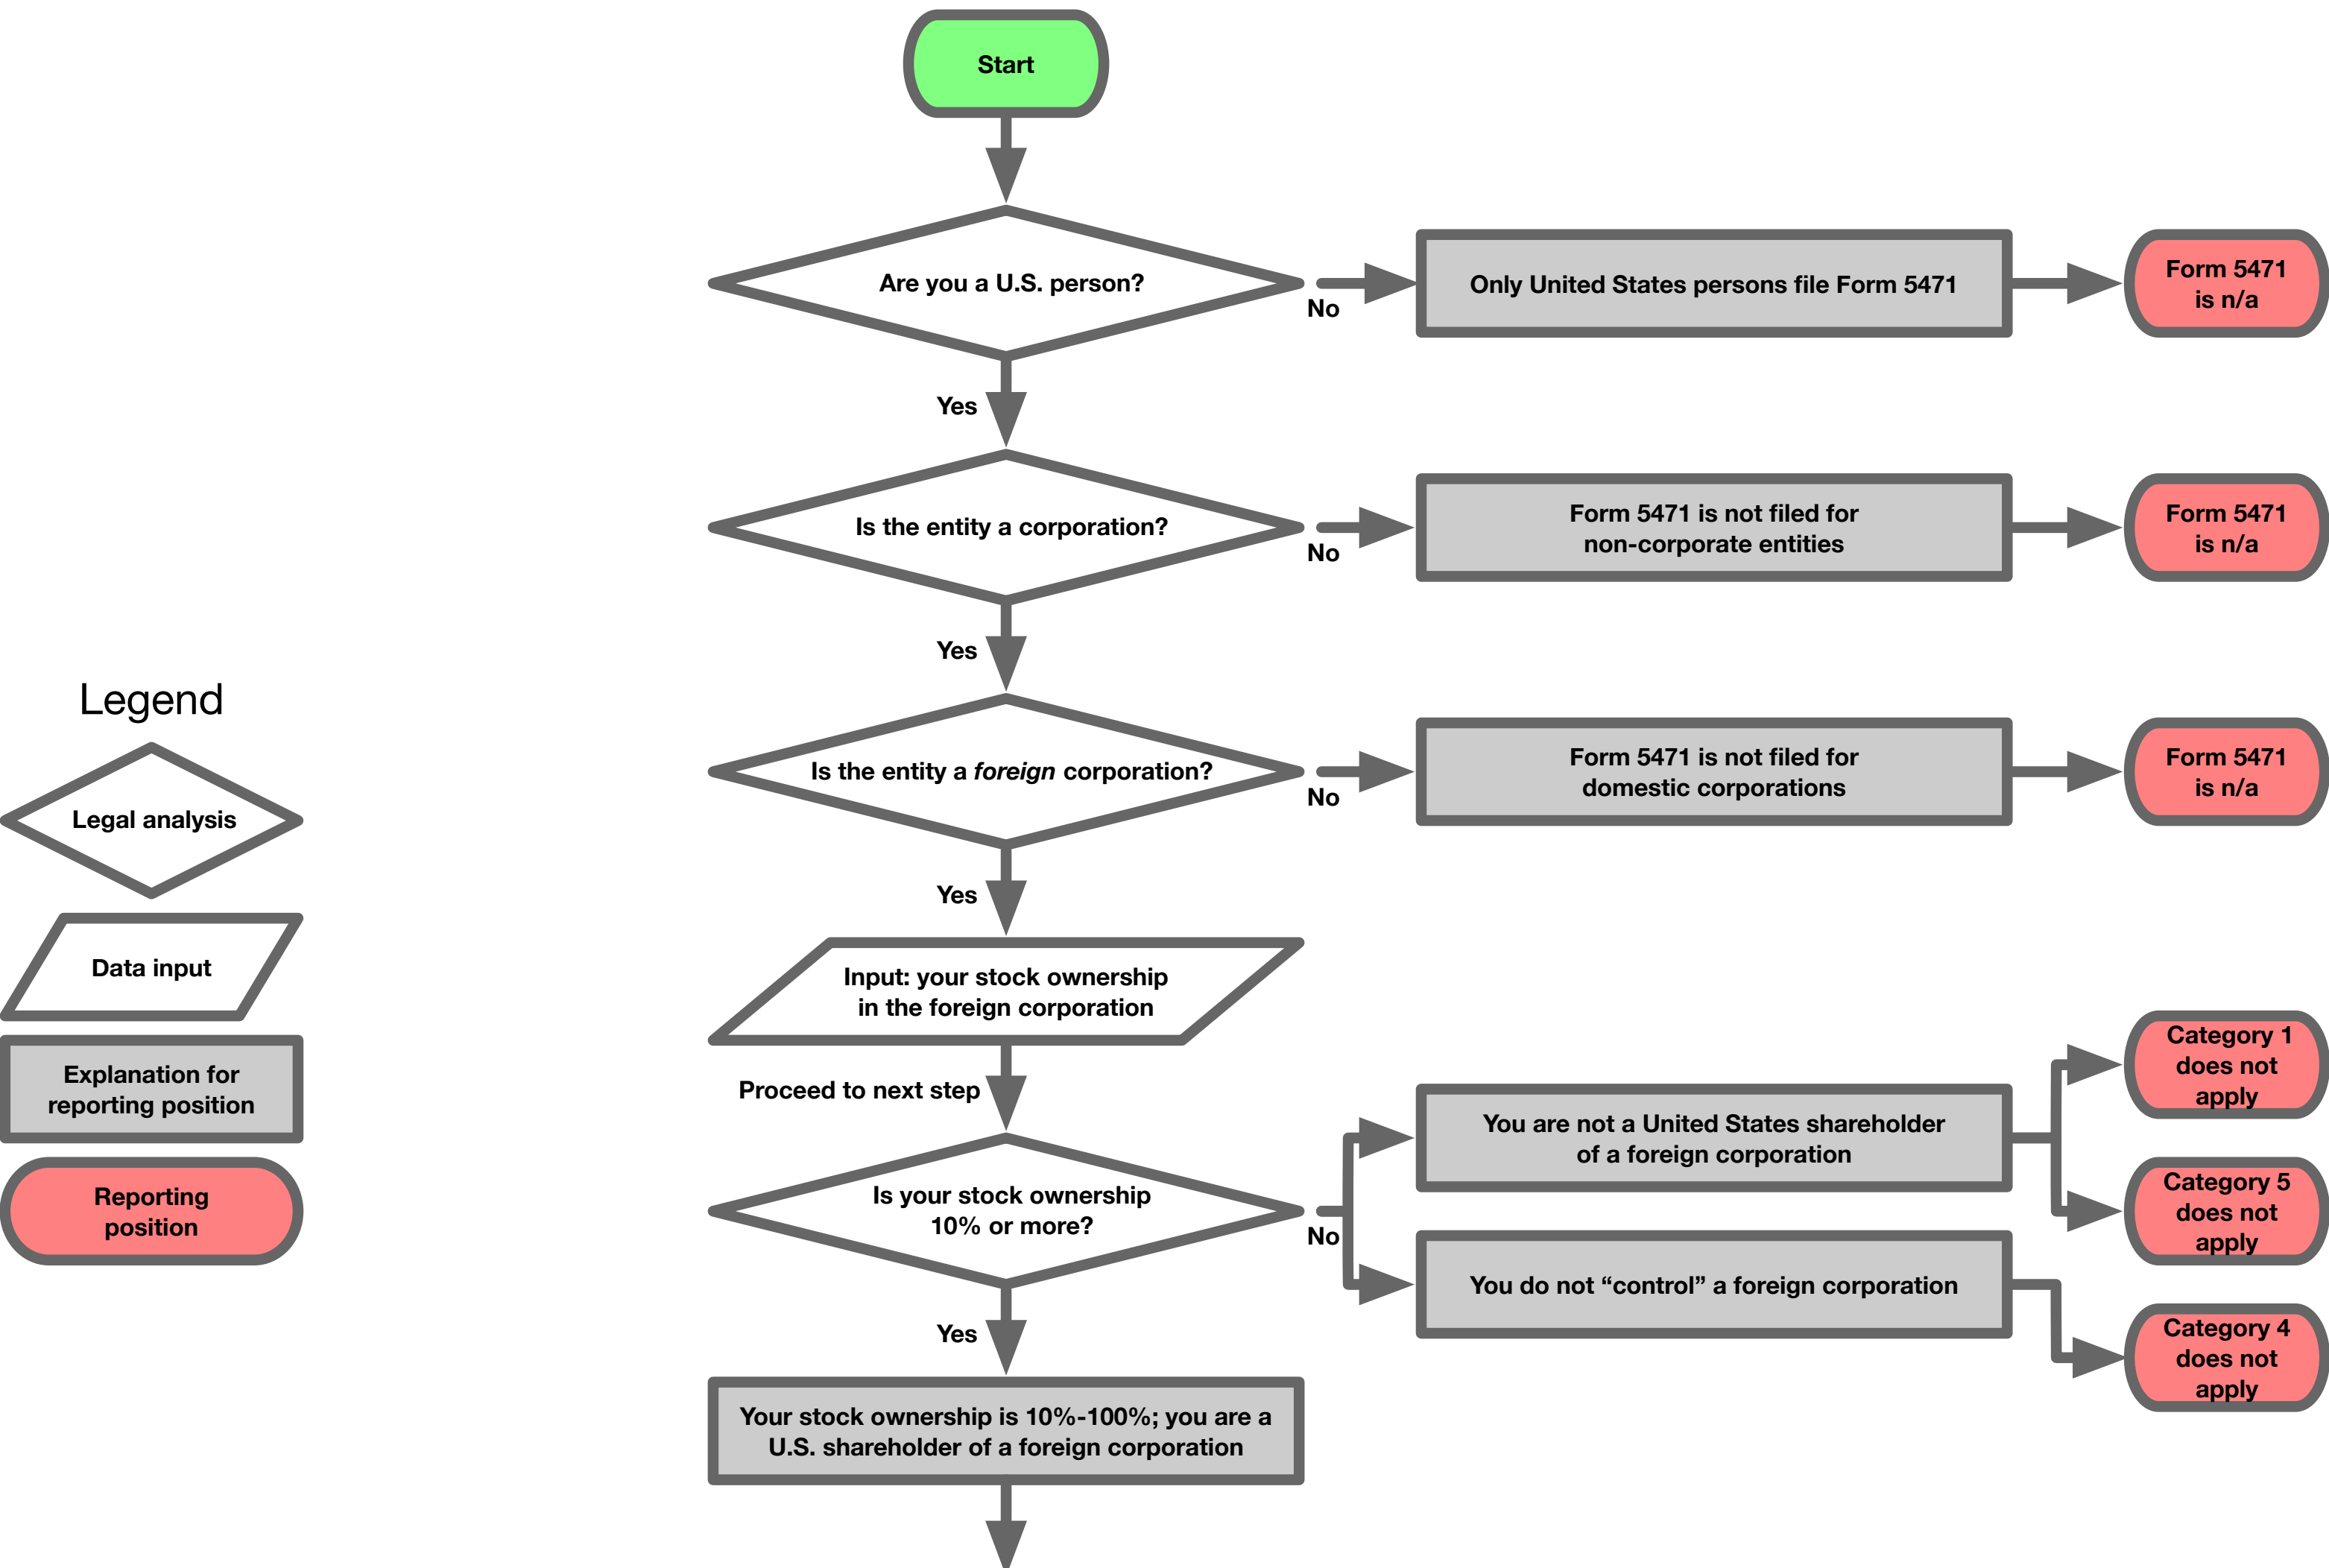 Start
Are you a U.S. person?
No
Only United States persons file Form 5471
Form 5471
is n/a
Yes
Is the entity a corporation?
No
Form 5471 is not filed for
non-corporate entities
Form 5471
is n/a
Yes
Is the entity a foreign corporation?
No
Form 5471 is not filed for
domestic corporations
Form 5471
is n/a
Yes
Input: your stock ownership
in the foreign corporation
Proceed to next step
Is your stock ownership
10% or more?
No
You are not a United States shareholder
of a foreign corporation
Category 1
does not
apply
Category 5
does not
apply
You do not “control” a foreign corporation
Category 4
does not
apply
Yes
Your stock ownership is 10%-100%; you are a
U.S. shareholder of a foreign corporation
Legend
Legal analysis
Data input
Explanation for
reporting position
Reporting
position